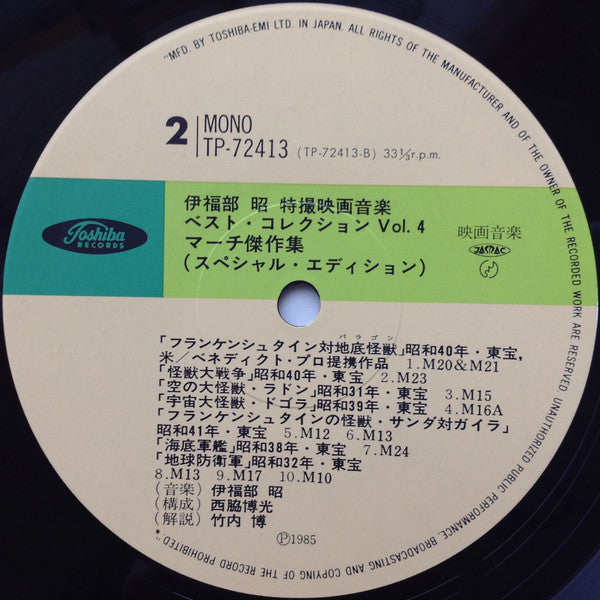 "MFD. BY TOSHIBA-EMI LTD. IN JAPAN. ALL RIGHTS OF THE MANUFACTURER AND OF THE OWNER OF THE RECORDED WORK ARE RESERVED. UNAUTHORIZED PUBLIC PERFORMANCE, BROADCASTING AND COPYING OF THE RECORD PROHIBITED."
2
MONO
TP-72413 (TP-72413-B) 33⅓r.p.m.
Toshiba
RECORDS
伊福部 昭 特撮映画音楽
ベスト・コレクション Vol. 4
マーチ傑作集
(スペシャル・エディション)
映画音楽
JASRAC
パラゴン
「フランケンシュタイン対地底怪獣」昭和40年・東宝,
米/ベネディクト・プロ提携作品 1.M20&M21
「怪獣大戦争」昭和40年・東宝 2.M23
「空の大怪獣・ラドン」昭和31年・東宝 3.M15
「宇宙大怪獣・ドゴラ」昭和39年・東宝 4.M16A
「フランケンシュタインの怪獣・サンダ対ガイラ」
昭和41年・東宝 5.M12 6.M13
「海底軍艦」昭和38年・東宝 7.M24
「地球防衛軍」昭和32年・東宝
8.M13 9.M17 10.M10
(音楽) 伊福部 昭
(構成) 西脇博光
(解説) 竹内 博
*
Ⓟ1985